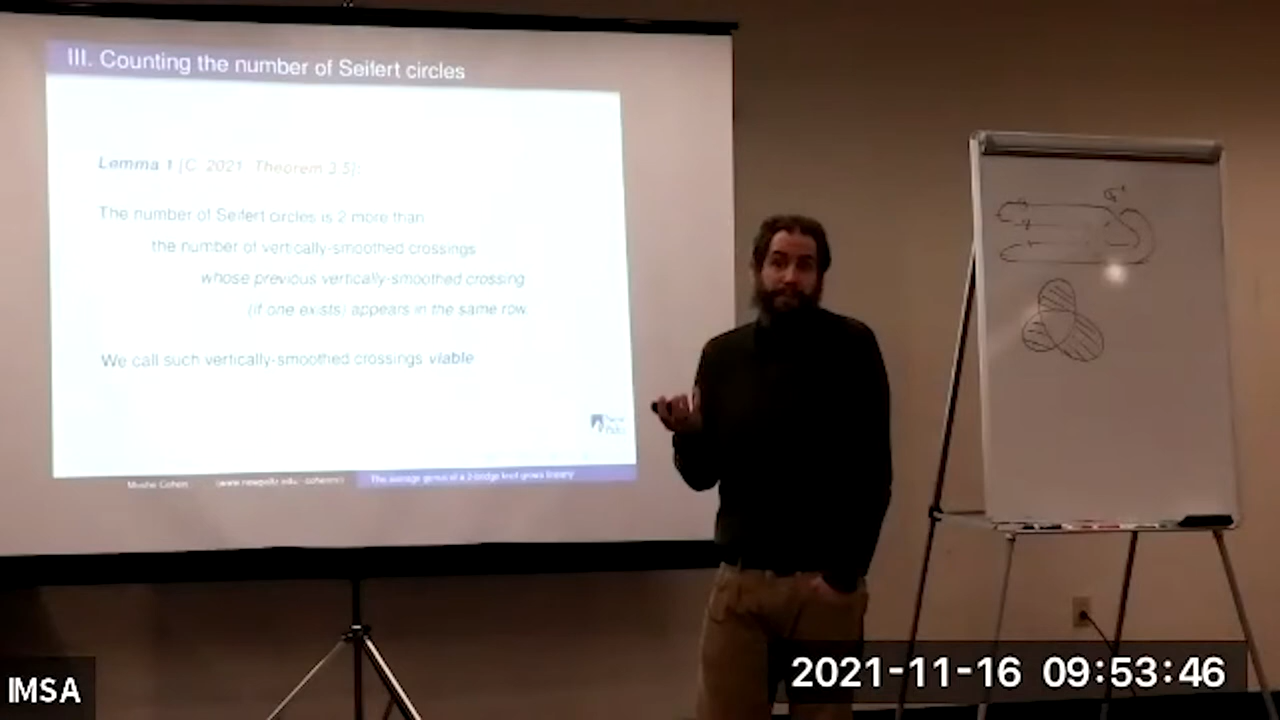 III. Counting the number of Seifert circles
Lemma 1 [C. 2021, Theorem 3.5]:
The number of Seifert circles is 2 more than
the number of vertically-smoothed crossings
whose previous vertically-smoothed crossing
(if one exists) appears in the same row.
We call such vertically-smoothed crossings viable
Moshe Cohen
The average genus of a 2-bridge knot grows linearly
IMSA
2021-11-16 09:53:46